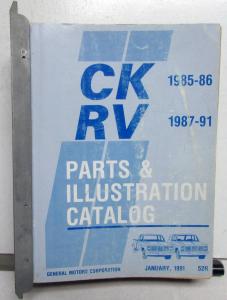 CK 1985-86
RV 1987-91
PARTS &
ILLUSTRATION
CATALOG
GENERAL MOTORS CORPORATION JANUARY, 1991 52R